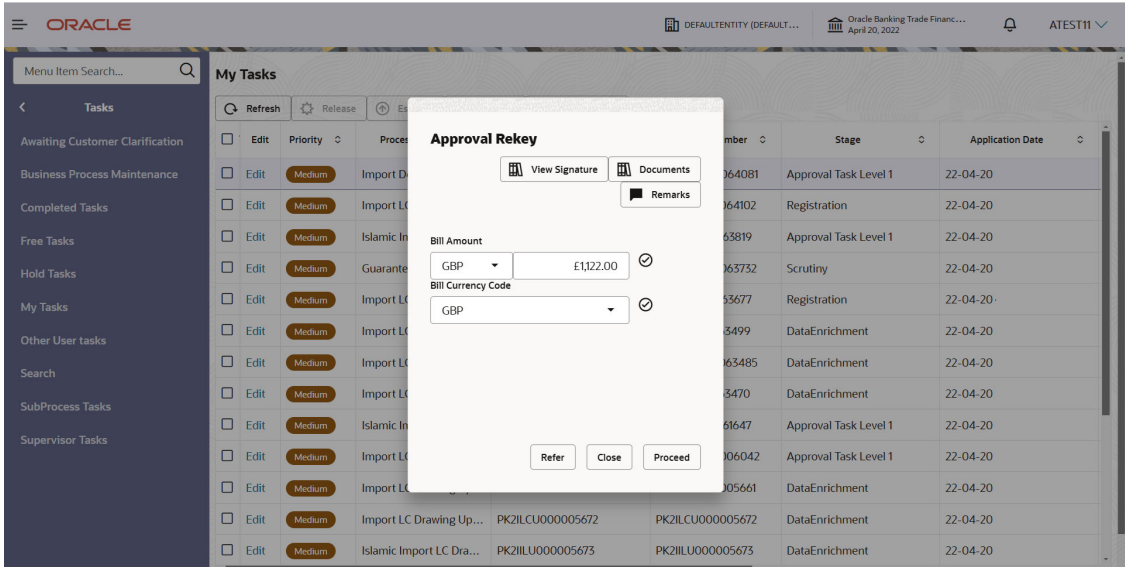 ORACLE
DEFAULTENTITY (DEFAULT...
Oracle Banking Trade Financ...
April 20, 2022
ATEST11
Menu Item Search...
Tasks
Awaiting Customer Clarification
Business Process Maintenance
Completed Tasks
Free Tasks
Hold Tasks
My Tasks
Other User tasks
Search
SubProcess Tasks
Supervisor Tasks
My Tasks
Refresh Release Es
Edit Priority Proces mber Stage Application Date
Edit Medium Import D 064081 Approval Task Level 1 22-04-20
Edit Medium Import LC 064102 Registration 22-04-20
Edit Medium Islamic In 63819 Approval Task Level 1 22-04-20
Edit Medium Guarante 063732 Scrutiny 22-04-20
Edit Medium Import LC 63677 Registration 22-04-20
Edit Medium Import LC 3499 DataEnrichment 22-04-20
Edit Medium Import LC 063485 DataEnrichment 22-04-20
Edit Medium Import LC 3470 DataEnrichment 22-04-20
Edit Medium Islamic In 61647 Approval Task Level 1 22-04-20
Edit Medium Import LC 006042 Approval Task Level 1 22-04-20
Edit Medium Import LC 005661 DataEnrichment 22-04-20
Edit Medium Import LC Drawing Up... PK2ILCU000005672 PK2ILCU000005672 DataEnrichment 22-04-20
Edit Medium Islamic Import LC Dra... PK2IILU000005673 PK2IILU000005673 DataEnrichment 22-04-20
Approval Rekey
View Signature Documents
Remarks
Bill Amount
GBP £1,122.00
Bill Currency Code
GBP
Refer Close Proceed